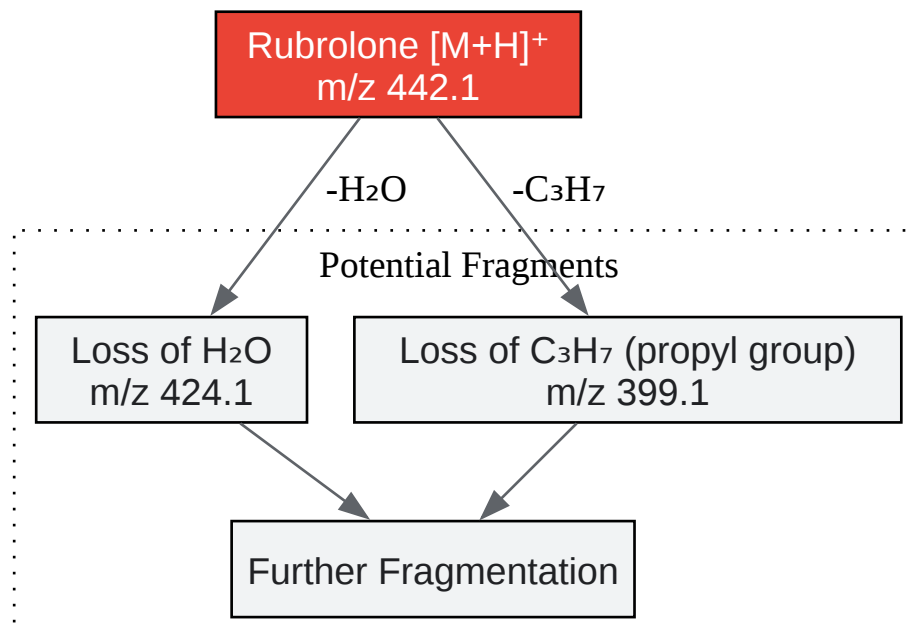 Rubrolone [M+H]⁺
m/z 442.1
-H₂O
-C₃H₇
Potential Fragments
Loss of H₂O
m/z 424.1
Loss of C₃H₇ (propyl group)
m/z 399.1
Further Fragmentation